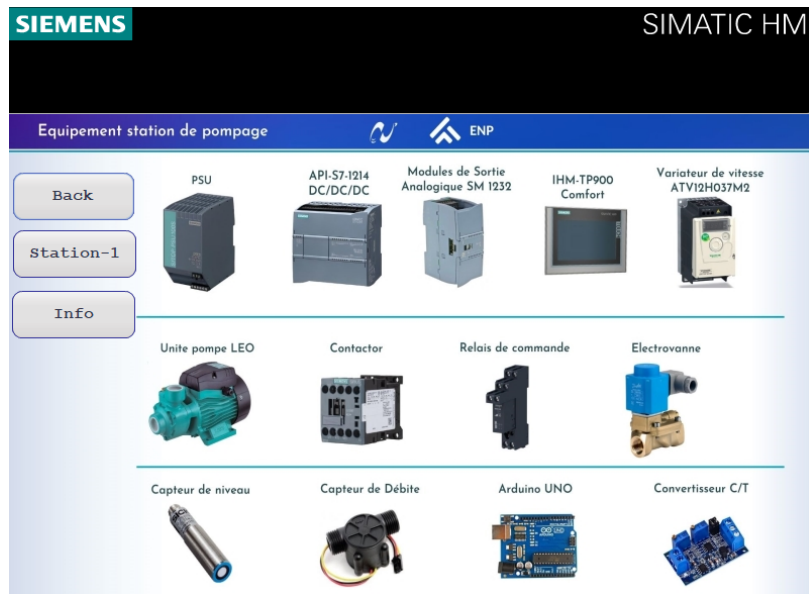 SIEMENS
SIMATIC HM
Equipement station de pompage
ENP
Back
Station-1
Info
PSU
API-S7-1214
DC/DC/DC
Modules de Sortie
Analogique SM 1232
IHM-TP900
Comfort
Variateur de vitesse
ATV12H037M2
Unite pompe LEO
Contactor
Relais de commande
Electrovanne
Capteur de niveau
Capteur de Débite
Arduino UNO
Convertisseur C/T